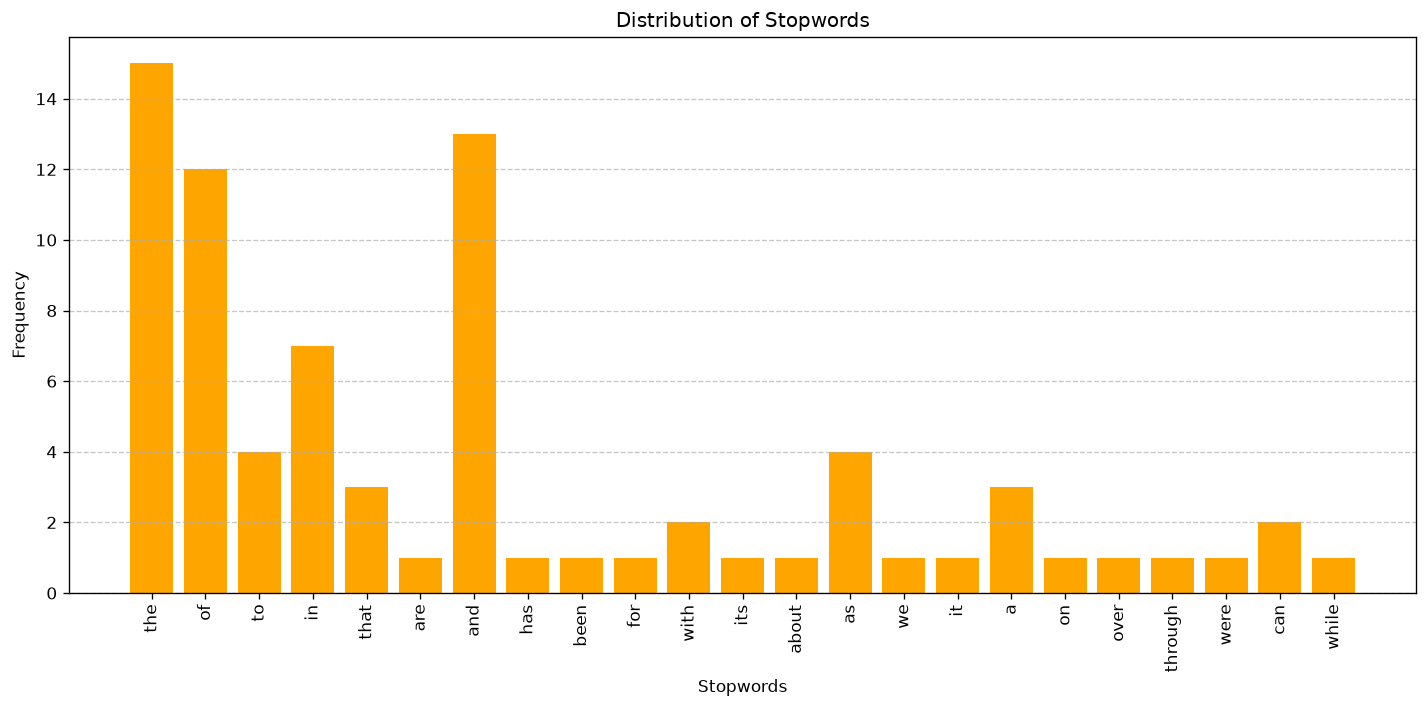 Distribution of Stopwords
Frequency
14
12
10
8
6
4
2
0
the of to in that are and has been for with its about as we it a on over through were can while
Stopwords